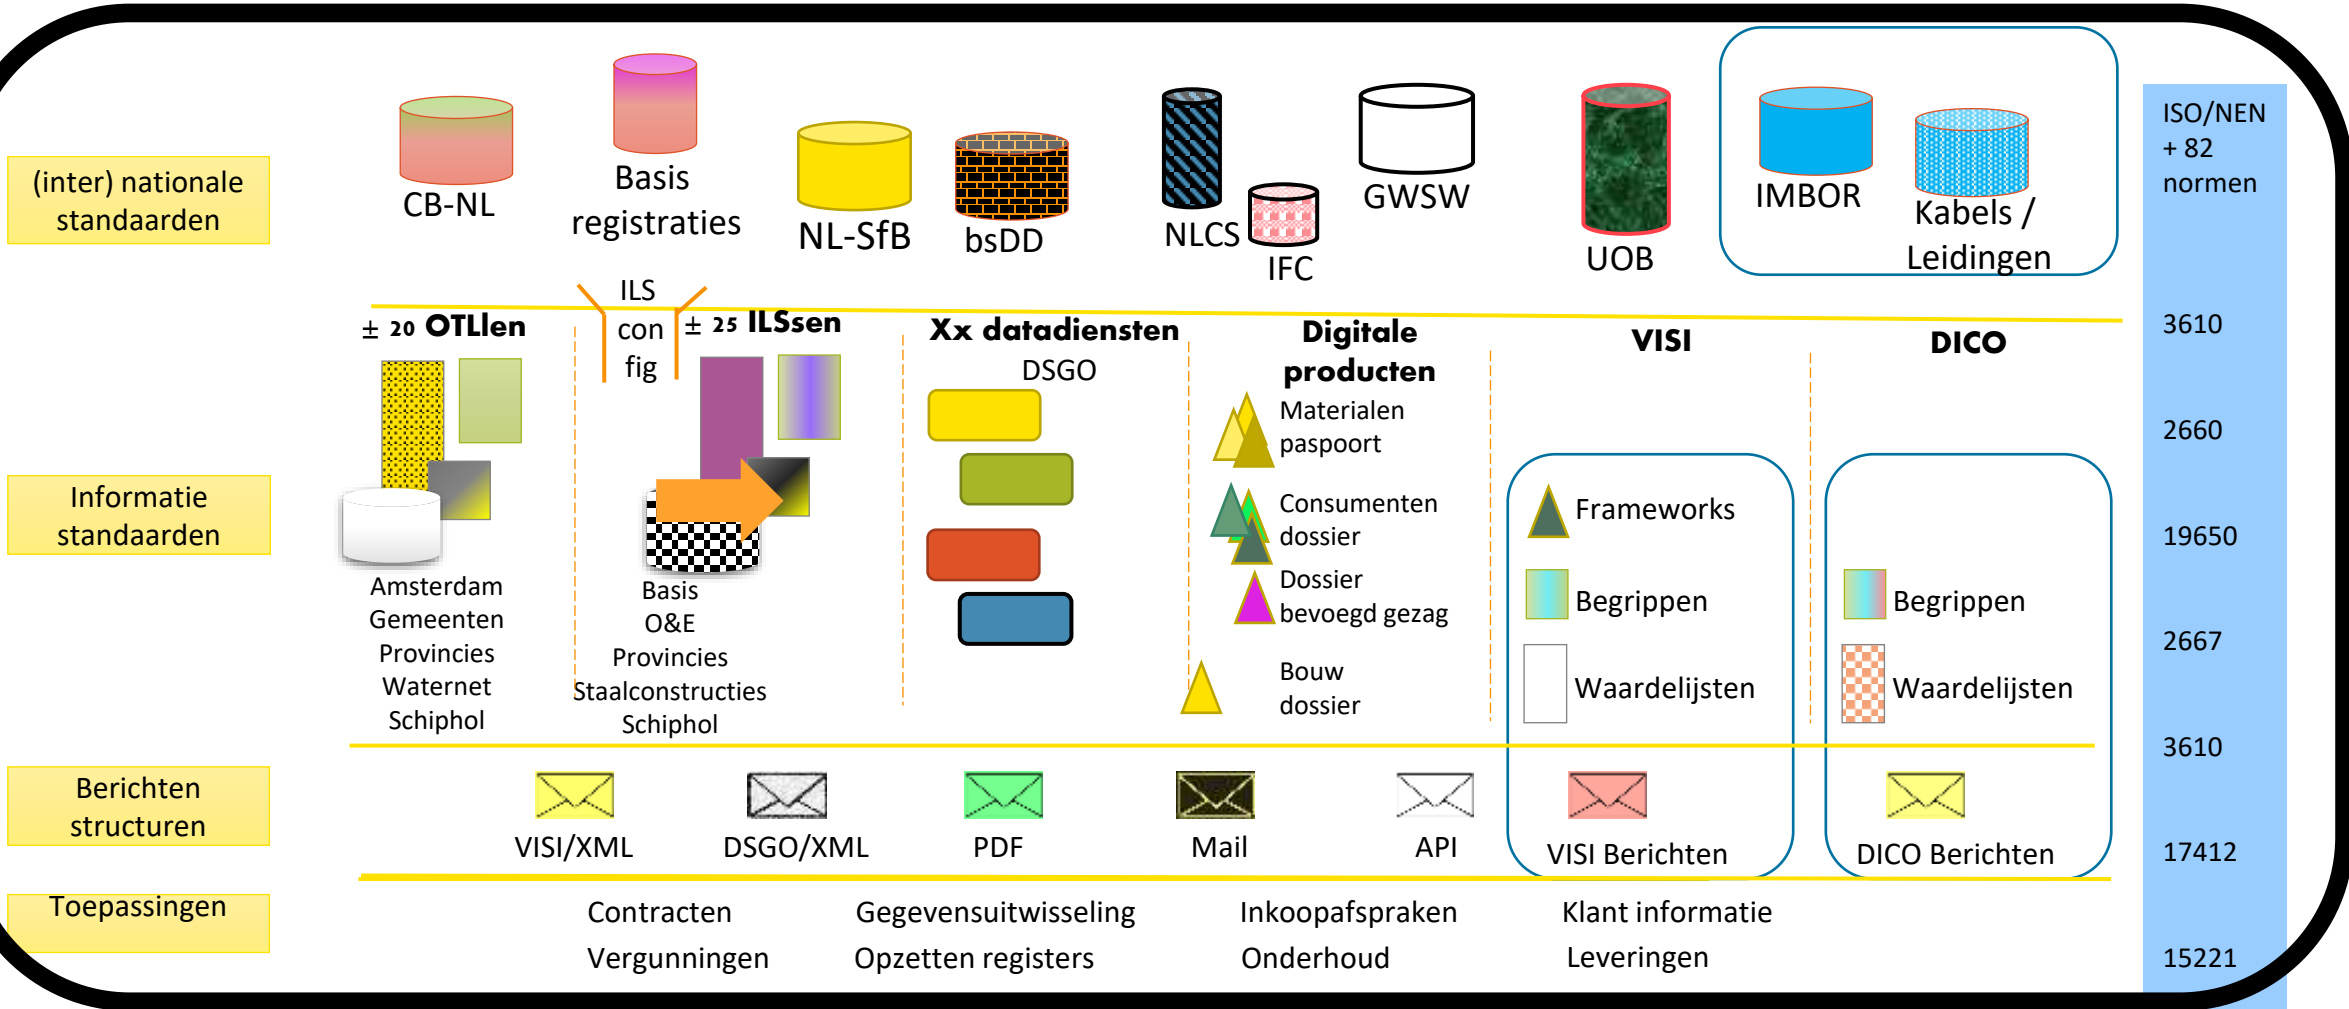 (inter) nationale
standaarden
CB-NL
Basis
registraties
NL-SfB
bsDD
NLCS
IFC
GWSW
UOB
IMBOR
Kabels /
Leidingen
ISO/NEN
+ 82
normen
ILS
con
fig
± 20 OTLlen
± 25 ILSsen
Xx datadiensten
DSGO
Digitale
producten
VISI
DICO
3610
2660
19650
2667
3610
17412
15221
Informatie
standaarden
Amsterdam
Gemeenten
Provincies
Waternet
Schiphol
Basis
O&E
Provincies
Staalconstructies
Schiphol
Materialen
paspoort
Consumenten
dossier
Dossier
bevoegd gezag
Bouw
dossier
Frameworks
Begrippen
Waardelijsten
Begrippen
Waardelijsten
Berichten
structuren
VISI/XML
DSGO/XML
PDF
Mail
API
VISI Berichten
DICO Berichten
Toepassingen
Contracten
Gegevensuitwisseling
Inkoopafspraken
Klant informatie
Vergunningen
Opzetten registers
Onderhoud
Leveringen